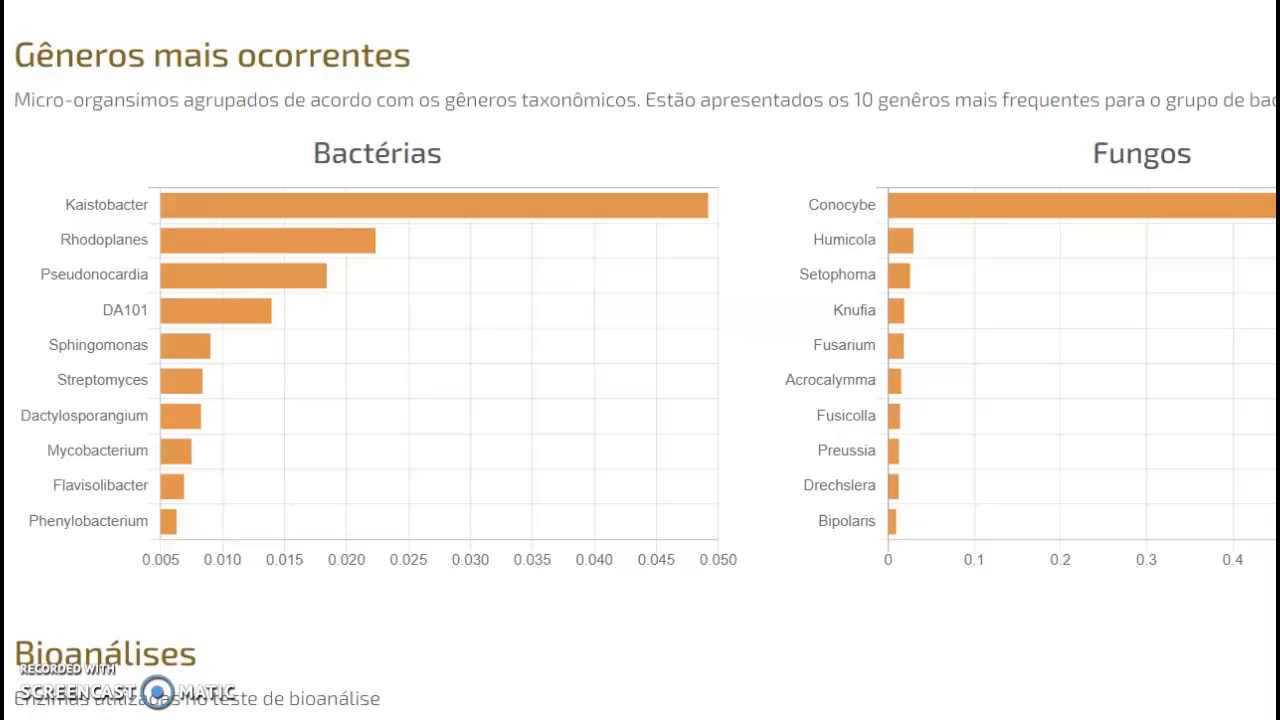 Gêneros mais ocorrentes
Micro-organsimos agrupados de acordo com os gêneros taxonômicos. Estão apresentados os 10 genêros mais frequentes para o grupo de bac
Bactérias
Kaistobacter
Rhodoplanes
Pseudonocardia
DA101
Sphingomonas
Streptomyces
Dactylosporangium
Mycobacterium
Flavisolibacter
Phenylobacterium
0.005 0.010 0.015 0.020 0.025 0.030 0.035 0.040 0.045 0.050
Fungos
Conocybe
Humicola
Setophoma
Knufia
Fusarium
Acrocalymma
Fusicolla
Preussia
Drechslera
Bipolaris
0 0.1 0.2 0.3 0.4
Bioanálises
RECORDED WITH
SCREENCAST MATIC
Enzimas utilizadas no teste de bioanálise